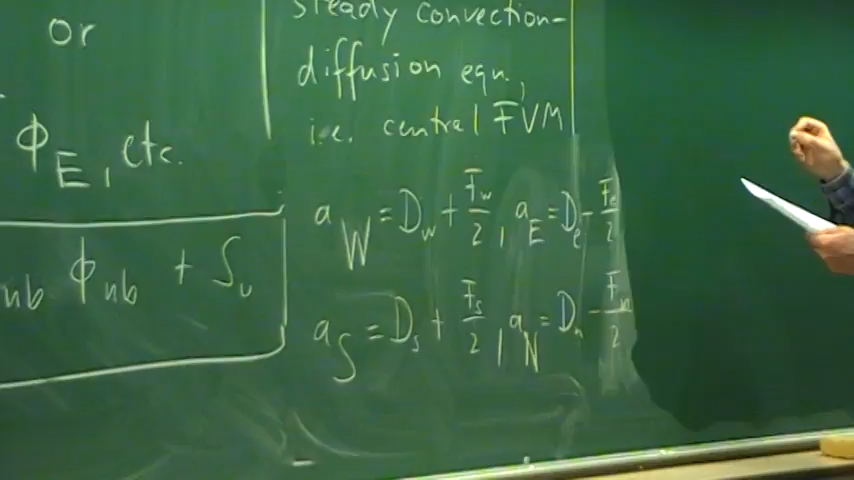 or
ΦE, etc.
nb Φnb + Su
steady convection-
diffusion eqn.,
i.e. central FVM
aW = Dw + Fw/2, aE = De - Fe/2
aS = Ds + Fs/2, aN = Dn - Fn/2